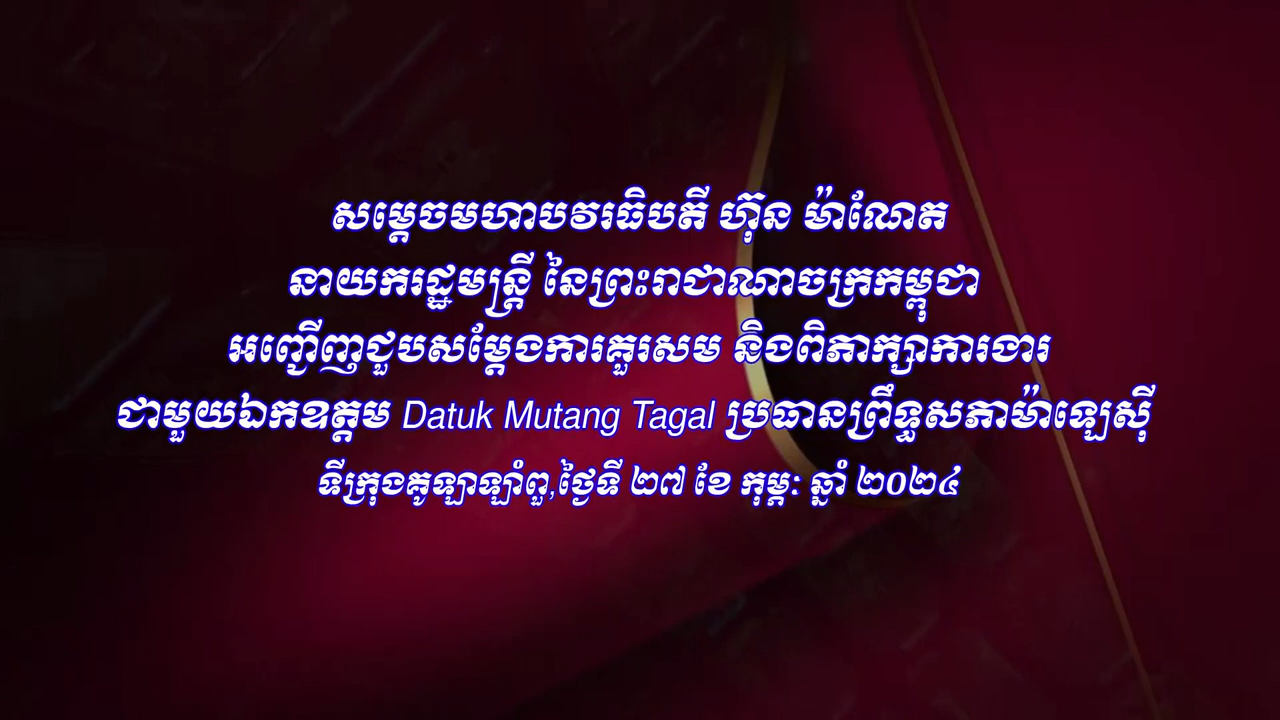 សម្តេចមហាបវរធិបតី ហ៊ុន ម៉ាណែត
នាយករដ្ឋមន្ត្រី នៃព្រះរាជាណាចក្រកម្ពុជា
អញ្ជើញជួបសម្តែងការគួរសម និងពិភាក្សាការងារ
ជាមួយឯកឧត្តម Datuk Mutang Tagal ប្រធានព្រឹទ្ធសភាម៉ាឡេស៊ី
ទីក្រុងគូឡាឡាំពួ,ថ្ងៃទី ២៧ ខែ កុម្ភៈ ឆ្នាំ ២០២៤